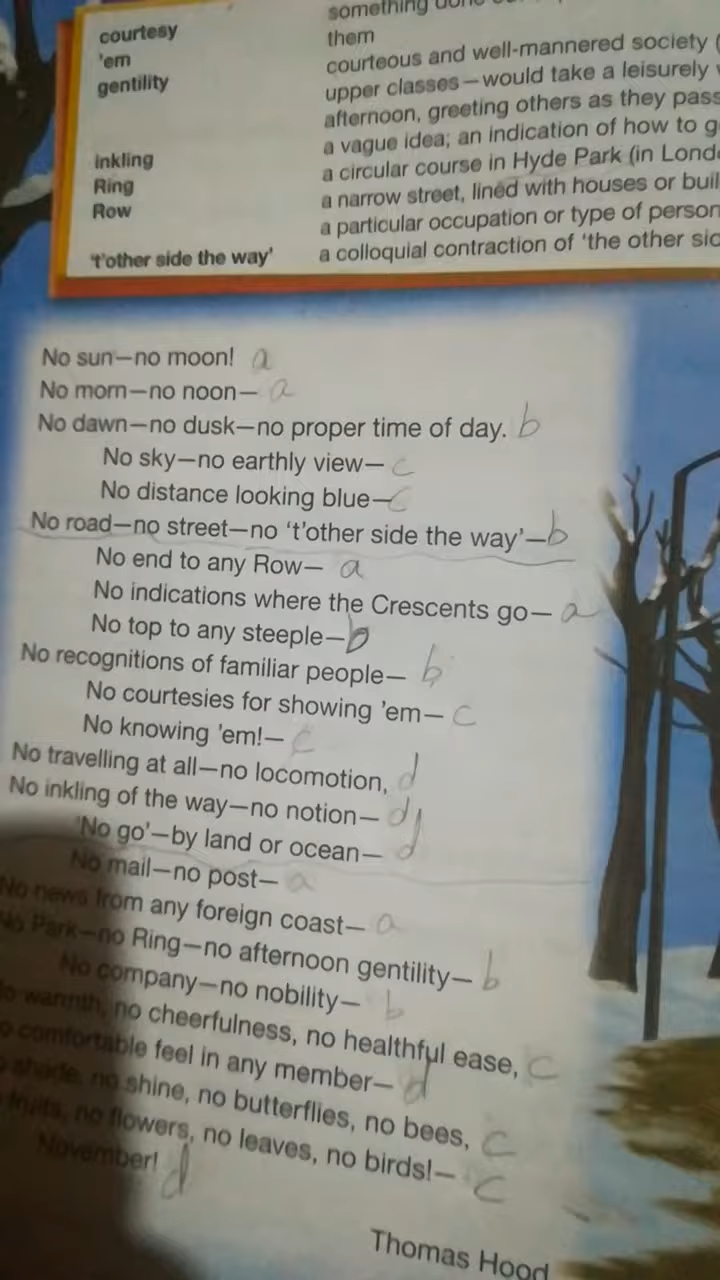 something
courtesy
them
'em
courteous and well-mannered society (
gentility
upper classes—would take a leisurely
afternoon, greeting others as they pass
a vague idea; an indication of how to g
inkling
a circular course in Hyde Park (in Lond
Ring
a narrow street, lined with houses or buil
Row
a particular occupation or type of person
't'other side the way'
a colloquial contraction of 'the other sid
No sun—no moon! a
No morn—no noon— a
No dawn—no dusk—no proper time of day. b
No sky—no earthly view— c
No distance looking blue— c
No road—no street—no 't'other side the way'— b
No end to any Row— a
No indications where the Crescents go— a
No top to any steeple— b
No recognitions of familiar people— b
No courtesies for showing 'em— c
No knowing 'em!— c
No travelling at all—no locomotion, d
No inkling of the way—no notion— d
'No go'—by land or ocean— d
No mail—no post— a
No news from any foreign coast— a
No Park—no Ring—no afternoon gentility— b
No company—no nobility— b
No warmth, no cheerfulness, no healthful ease, c
No comfortable feel in any member— d
shade, no shine, no butterflies, no bees, c
fruits, no flowers, no leaves, no birds!— c
November! d
Thomas Hood